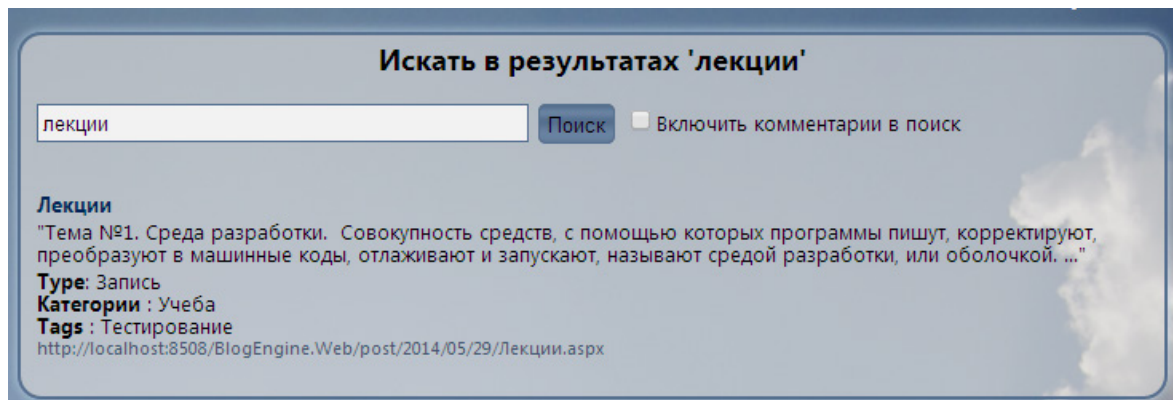 Искать в результатах 'лекции'
лекции
Поиск
Включить комментарии в поиск
Лекции
"Тема №1. Среда разработки.  Совокупность средств, с помощью которых программы пишут, корректируют,
преобразуют в машинные коды, отлаживают и запускают, называют средой разработки, или оболочкой. ..."
Type: Запись
Категории : Учеба
Tags : Тестирование
http://localhost:8508/BlogEngine.Web/post/2014/05/29/Лекции.aspx